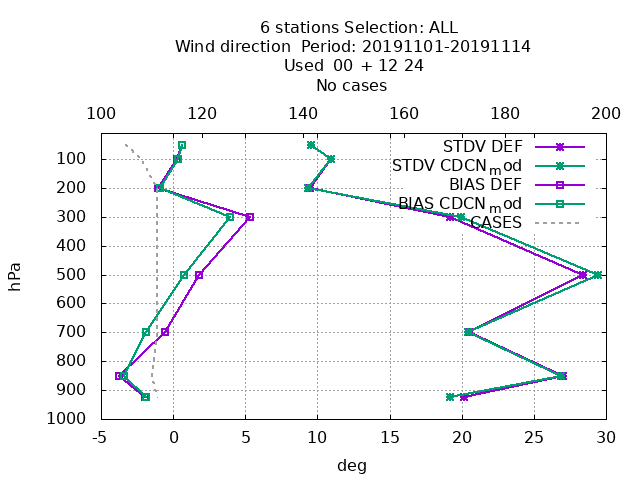 6 stations Selection: ALL
Wind direction  Period: 20191101-20191114
Used  00 + 12 24
No cases
100 120 140 160 180 200
STDV DEF
STDV CDCNmod
BIAS DEF
BIAS CDCNmod
CASES
100
200
300
400
500
600
700
800
900
1000
hPa
-5 0 5 10 15 20 25 30
deg